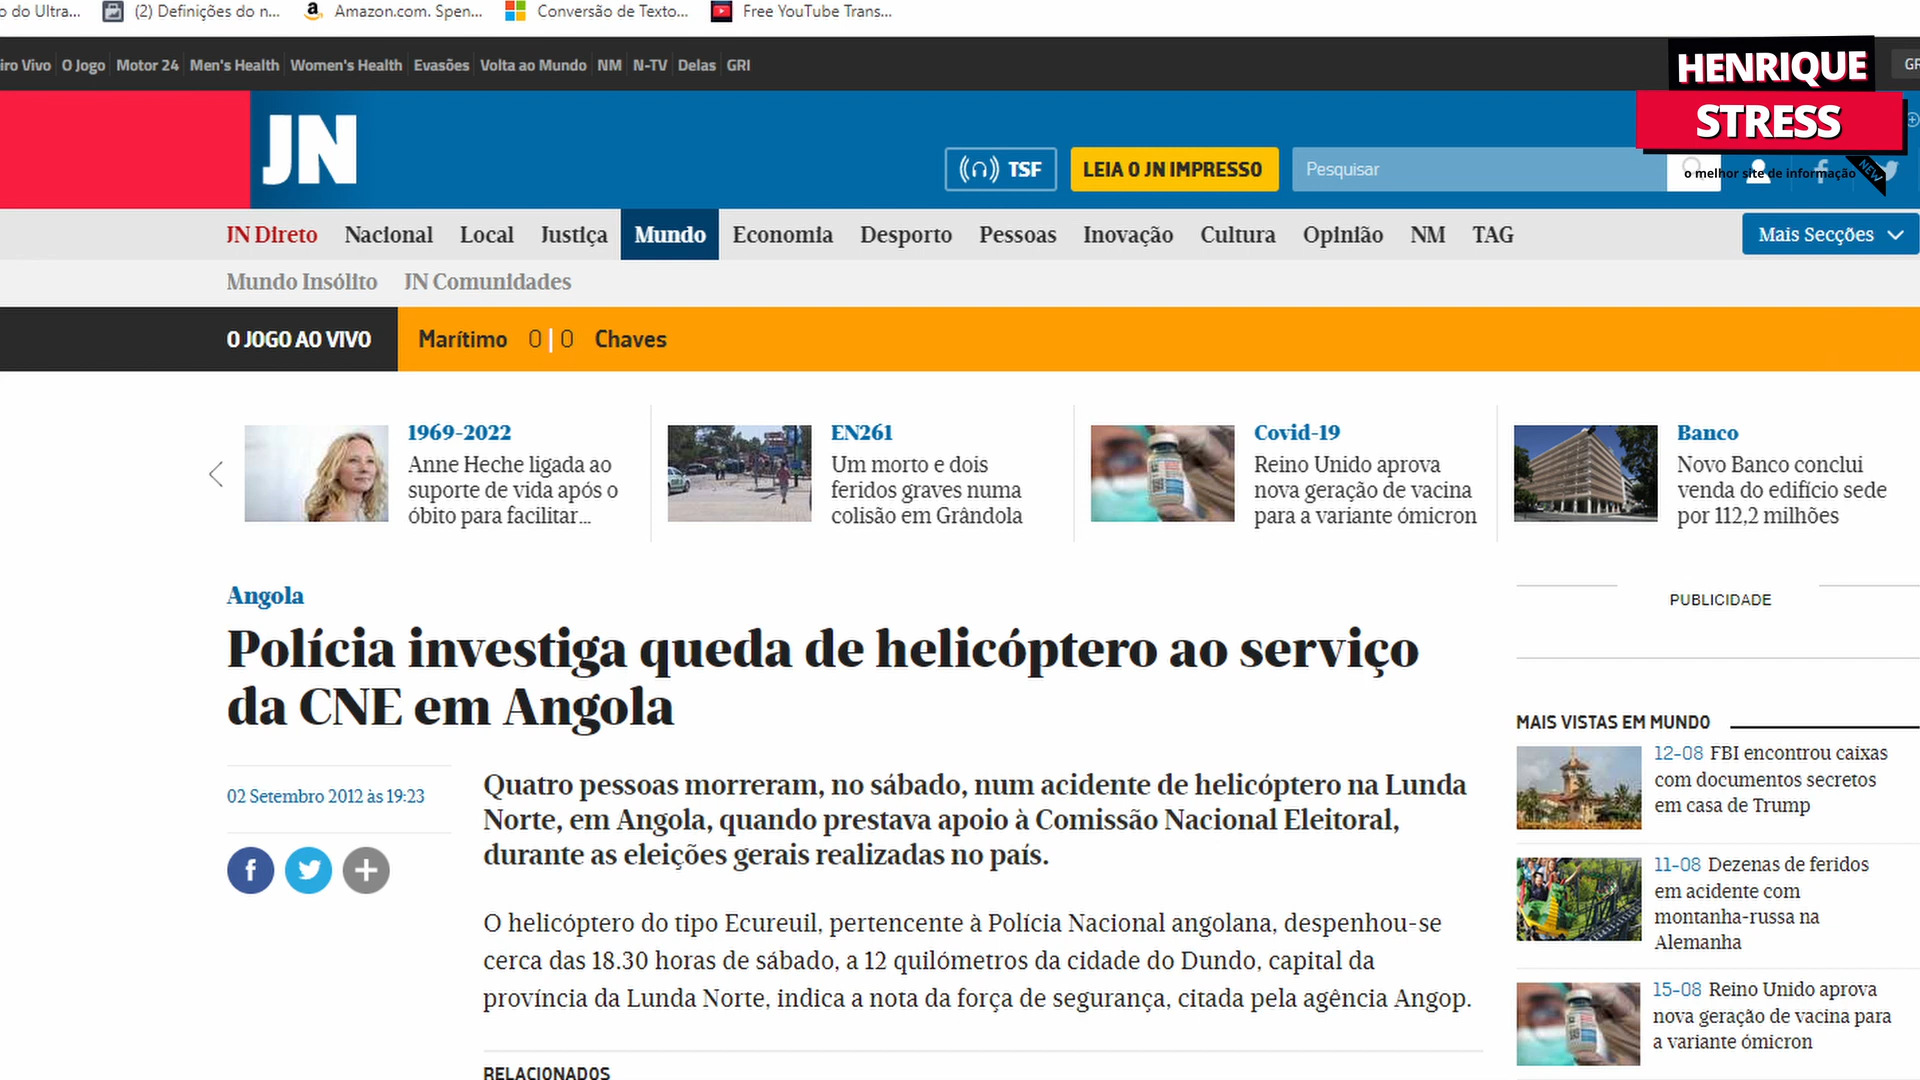 o do Ultra...
(2) Definições do n...
Amazon.com. Spen...
Conversão de Texto...
Free YouTube Trans...
iro Vivo
O Jogo
Motor 24
Men's Health
Women's Health
Evasões
Volta ao Mundo
NM
N-TV
Delas
GRI
HENRIQUE
STRESS
o melhor site de informação
NEW
JN
TSF
LEIA O JN IMPRESSO
Pesquisar
JN Direto
Nacional
Local
Justiça
Mundo
Economia
Desporto
Pessoas
Inovação
Cultura
Opinião
NM
TAG
Mais Secções
Mundo Insólito
JN Comunidades
O JOGO AO VIVO
Marítimo 0 | 0 Chaves
1969-2022
Anne Heche ligada ao
suporte de vida após o
óbito para facilitar...
EN261
Um morto e dois
feridos graves numa
colisão em Grândola
Covid-19
Reino Unido aprova
nova geração de vacina
para a variante ómicron
Banco
Novo Banco conclui
venda do edifício sede
por 112,2 milhões
Angola
Polícia investiga queda de helicóptero ao serviço
da CNE em Angola
02 Setembro 2012 às 19:23
Quatro pessoas morreram, no sábado, num acidente de helicóptero na Lunda
Norte, em Angola, quando prestava apoio à Comissão Nacional Eleitoral,
durante as eleições gerais realizadas no país.
O helicóptero do tipo Ecureuil, pertencente à Polícia Nacional angolana, despenhou-se
cerca das 18.30 horas de sábado, a 12 quilómetros da cidade do Dundo, capital da
província da Lunda Norte, indica a nota da força de segurança, citada pela agência Angop.
RELACIONADOS
PUBLICIDADE
MAIS VISTAS EM MUNDO
12-08 FBI encontrou caixas
com documentos secretos
em casa de Trump
11-08 Dezenas de feridos
em acidente com
montanha-russa na
Alemanha
15-08 Reino Unido aprova
nova geração de vacina para
a variante ómicron